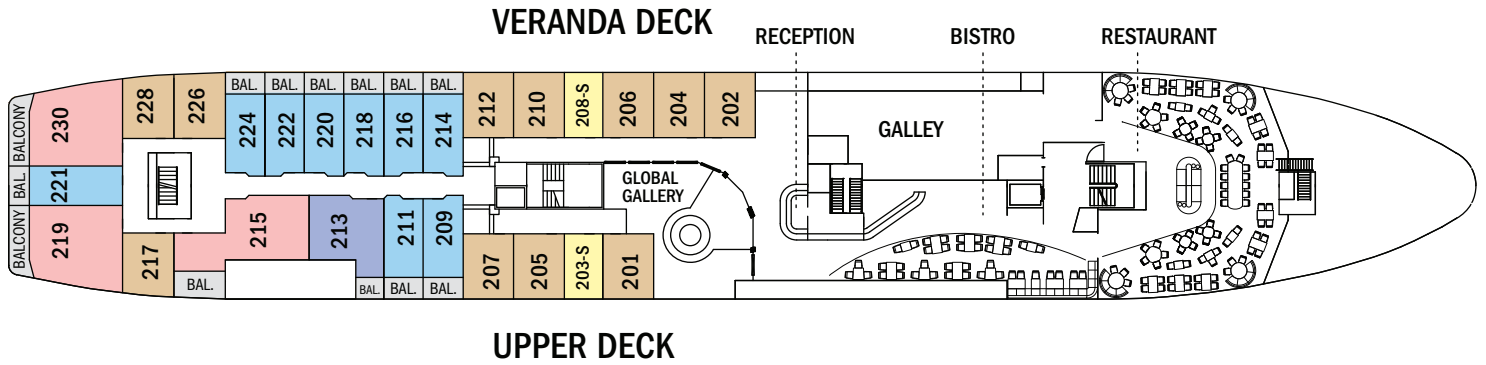 VERANDA DECK
RECEPTION BISTRO RESTAURANT
BALCONY 230 228 226 BAL. BAL. BAL. BAL. BAL. BAL.
224 222 220 218 216 214 212 210 208-S 206 204 202
GALLEY
BAL. 221
GLOBAL
GALLERY
BALCONY 219 217 215 213 211 209 207 205 203-S 201
BAL. BAL. BAL. BAL.
UPPER DECK